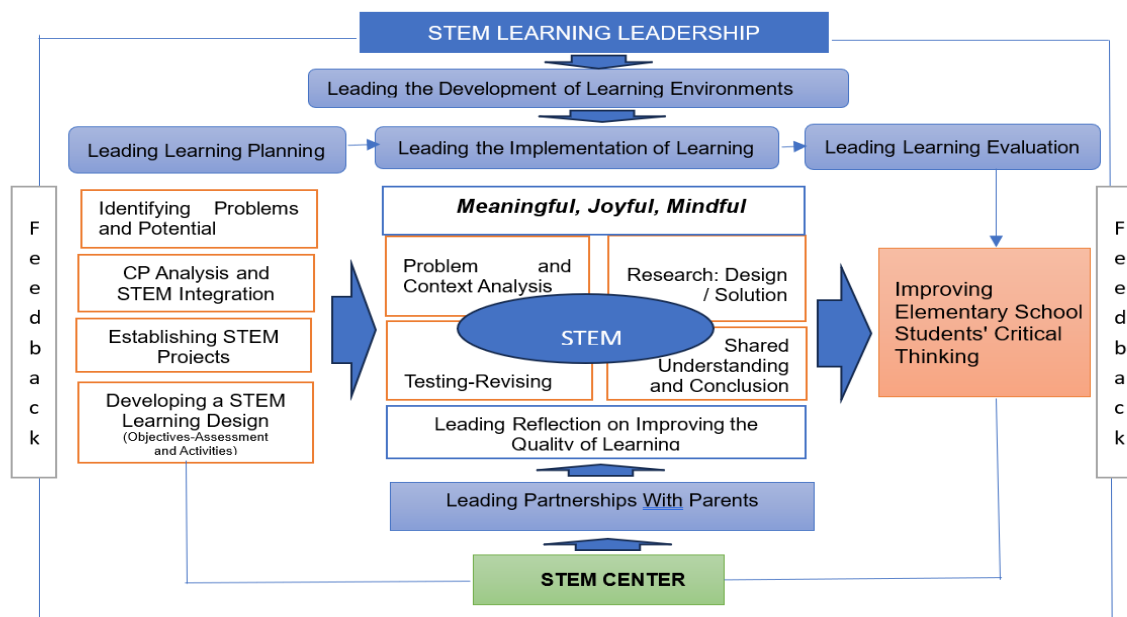 STEM LEARNING LEADERSHIP
Leading the Development of Learning Environments
Leading Learning Planning
Leading the Implementation of Learning
Leading Learning Evaluation
Feedback
Identifying Problems
and Potential
CP Analysis and
STEM Integration
Establishing STEM
Projects
Developing a STEM
Learning Design
(Objectives-Assessment
and Activities)
Meaningful, Joyful, Mindful
Problem and
Context Analysis
Research: Design
/ Solution
STEM
Testing-Revising
Shared
Understanding
and Conclusion
Leading Reflection on Improving the
Quality of Learning
Improving
Elementary School
Students' Critical
Thinking
Feedback
Leading Partnerships With Parents
STEM CENTER